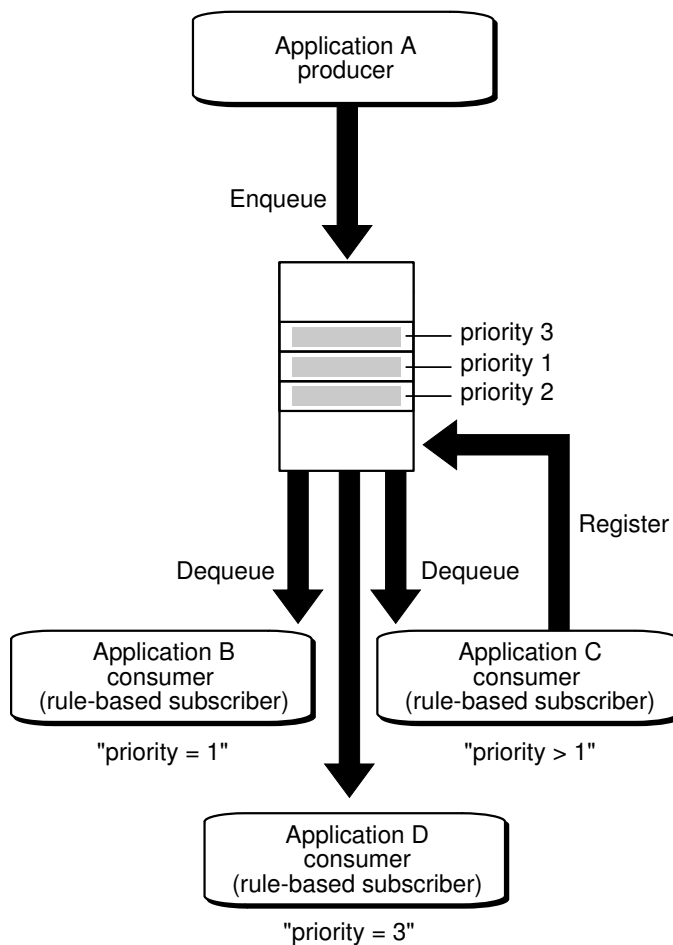 Application A
producer
Enqueue
priority 3
priority 1
priority 2
Register
Dequeue
Dequeue
Application B
consumer
(rule-based subscriber)
Application C
consumer
(rule-based subscriber)
"priority = 1"
"priority > 1"
Application D
consumer
(rule-based subscriber)
"priority = 3"